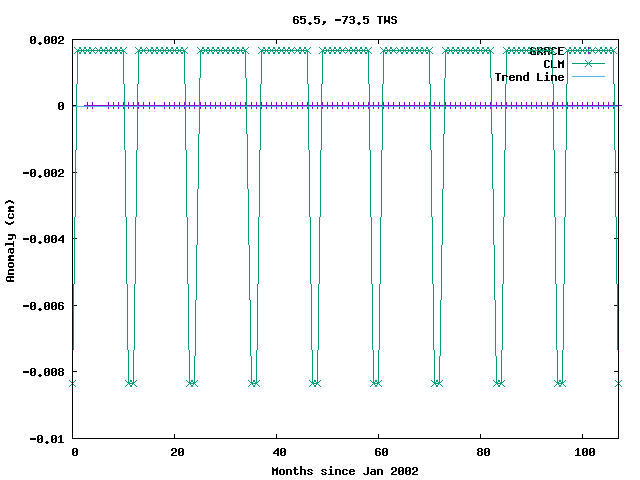 65.5, -73.5 TWS
0.002
0
-0.002
-0.004
-0.006
-0.008
-0.01
Anomaly (cm)
GRACE
CLM
Trend Line
0 20 40 60 80 100
Months since Jan 2002